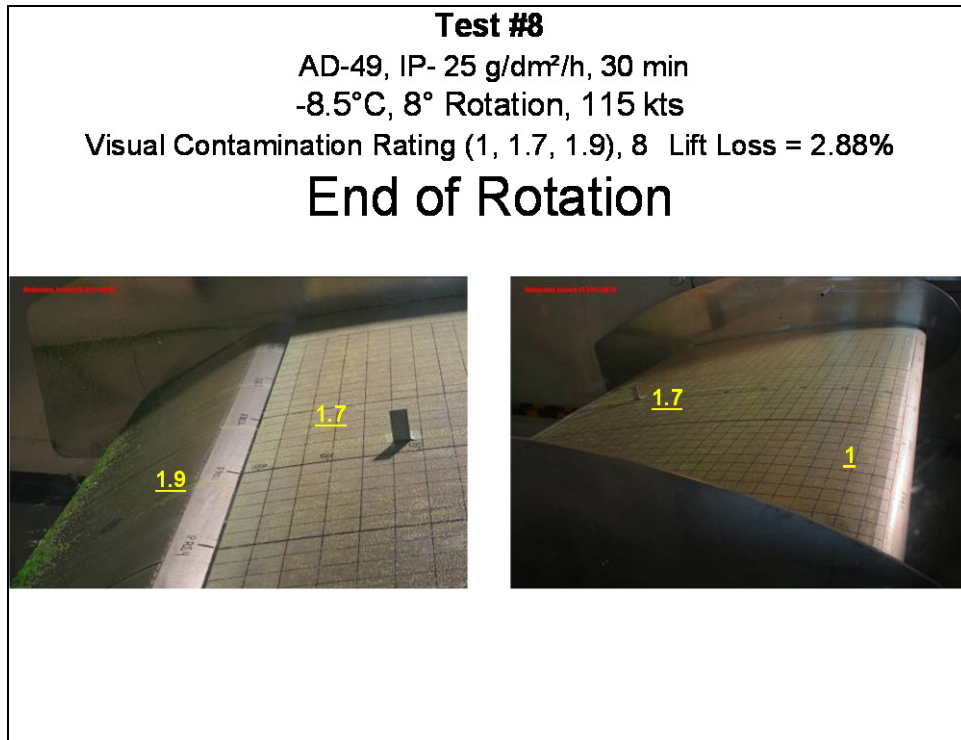 Test #8
AD-49, IP- 25 g/dm²/h, 30 min
-8.5°C, 8° Rotation, 115 kts
Visual Contamination Rating (1, 1.7, 1.9), 8 Lift Loss = 2.88%
End of Rotation
1.7
1.9
1.7
1